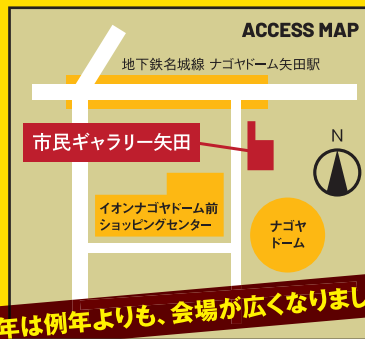 ACCESS MAP
地下鉄名城線 ナゴヤドーム矢田駅
市民ギャラリー矢田
N
イオンナゴヤドーム前
ショッピングセンター
ナゴヤ
ドーム
年は例年よりも、会場が広くなりまし